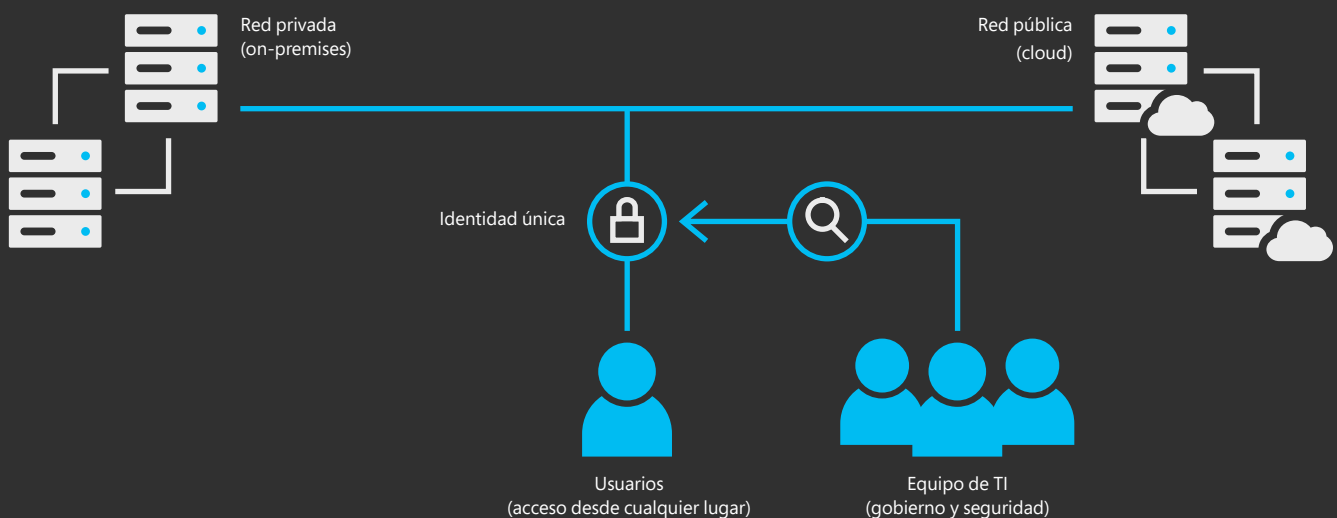 Red privada
(on-premises)
Red pública
(cloud)
Identidad única
Usuarios
(acceso desde cualquier lugar)
Equipo de TI
(gobierno y seguridad)